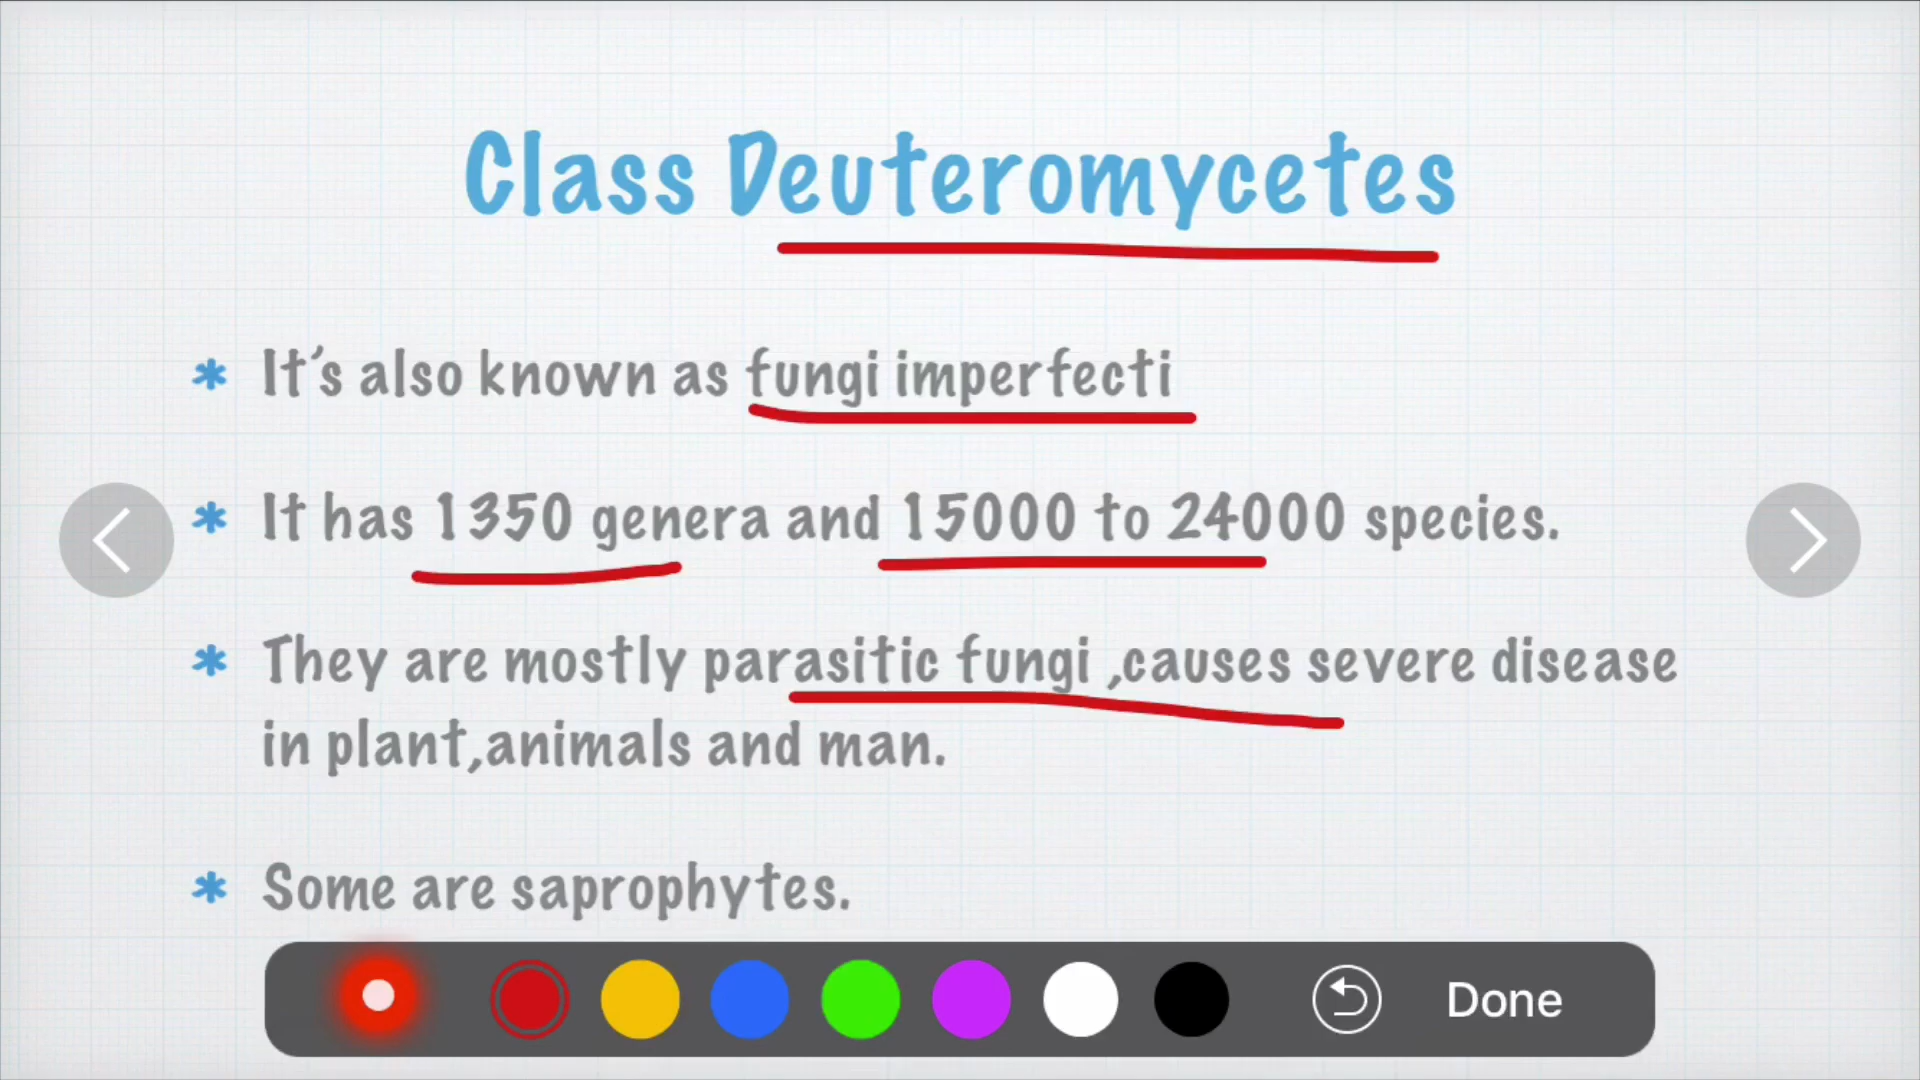 Class Deuteromycetes
* It's also known as fungi imperfecti
* It has 1350 genera and 15000 to 24000 species.
* They are mostly parasitic fungi ,causes severe disease
in plant,animals and man.
* Some are saprophytes.
Done